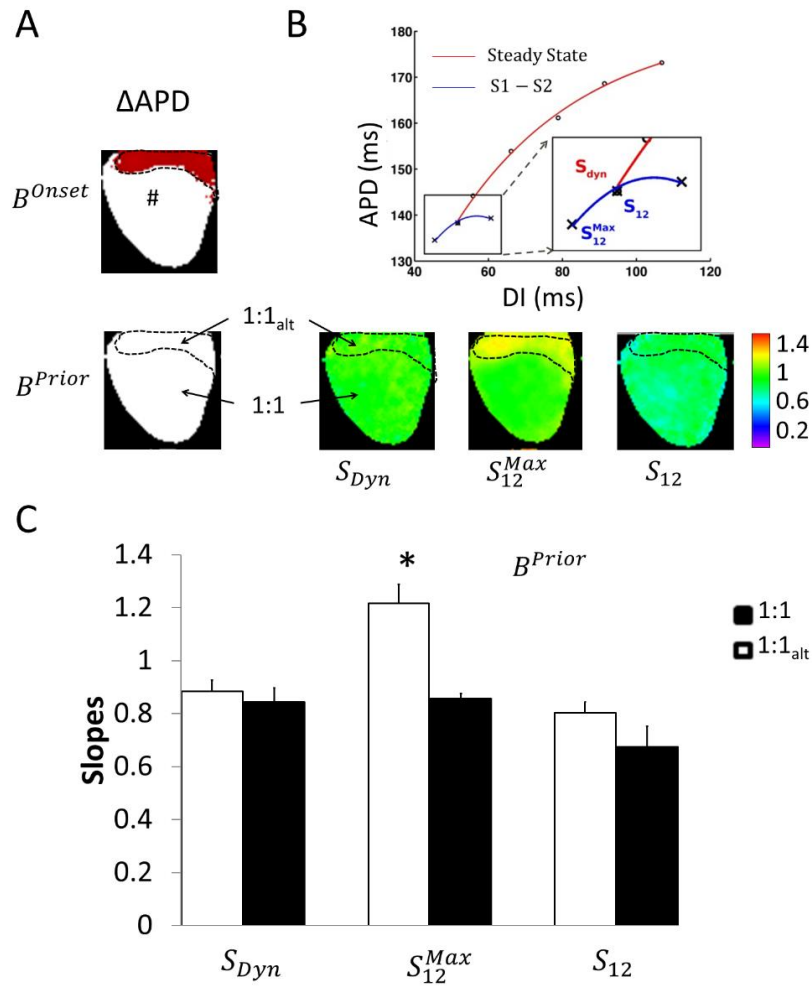 A
B
ΔAPD
B^Onset
#
Steady State
S1 − S2
180
170
160
150
140
130
APD (ms)
40
60
80
100
120
DI (ms)
S_dyn
S_12
S_12^Max
B^Prior
1:1_alt
1:1
S_Dyn
S_12^Max
S_12
1.4
1
0.6
0.2
C
1.4
1.2
1
0.8
0.6
0.4
0.2
0
Slopes
*
B^Prior
1:1
1:1_alt
S_Dyn
S_12^Max
S_12